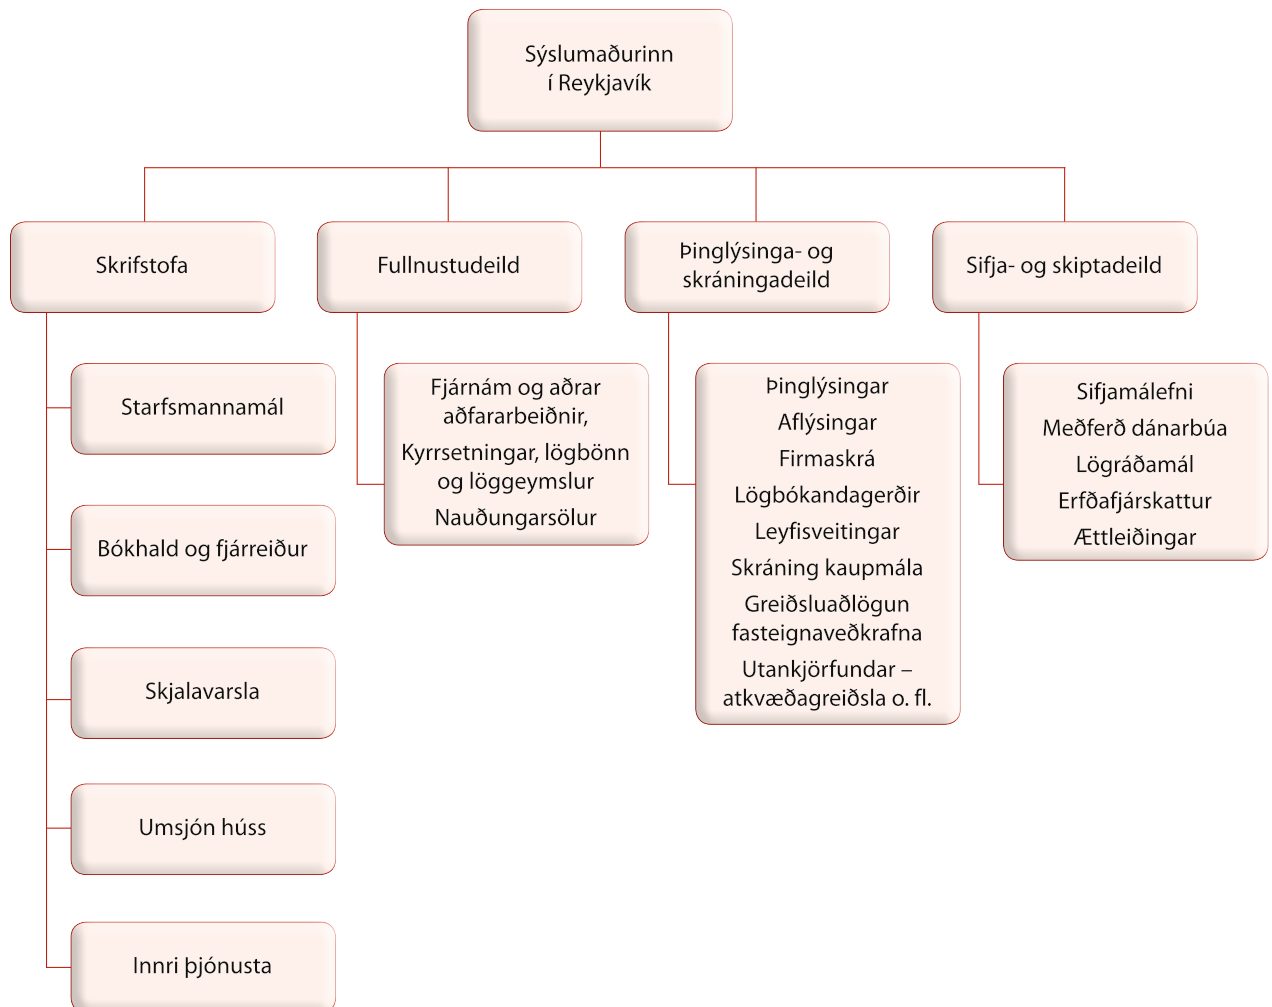 Sýslumaðurinn
í Reykjavík
Skrifstofa
Fullnustudeild
Þinglýsinga- og
skráningadeild
Sifja- og skiptadeild
Starfsmannamál
Bókhald og fjárreiður
Skjalavarsla
Umsjón húss
Innri þjónusta
Fjárnám og aðrar
aðfararbeiðnir,
Kyrrsetningar, lögbönn
og löggeymslur
Nauðungarsölur
Þinglýsingar
Aflýsingar
Firmaskrá
Lögbókandagerðir
Leyfisveitingar
Skráning kaupmála
Greiðsluaðlögun
fasteignaveðkrafna
Utankjörfundar –
atkvæðagreiðsla o. fl.
Sifjamálefni
Meðferð dánarbúa
Lögráðamál
Erfðafjárskattur
Ættleiðingar